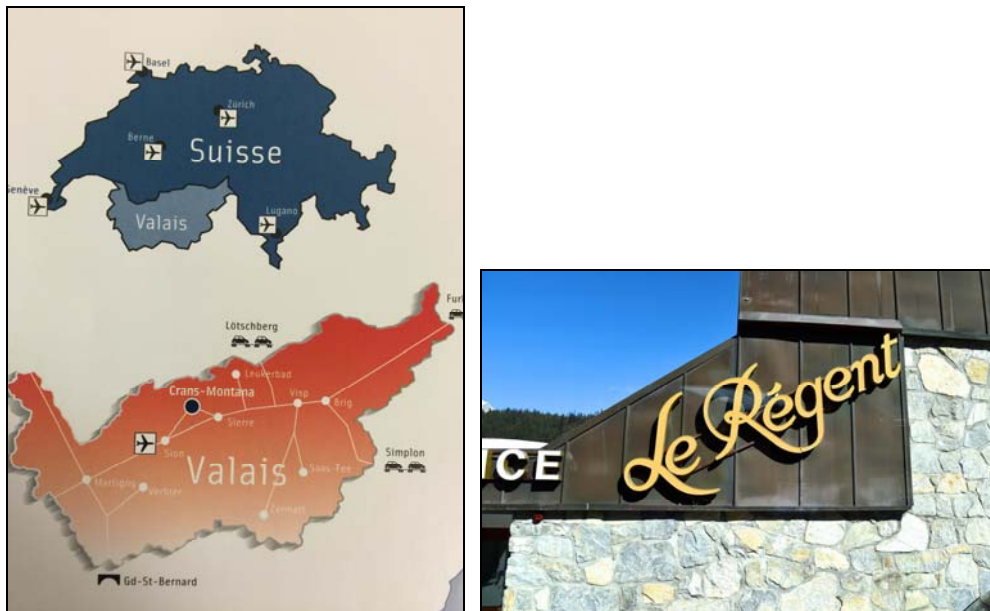 Basel
Zürich
Berne
Suisse
Genève
Valais
Lugano
Lötschberg
Leukerbad
Crans-Montana
Visp
Brig
Sierre
Sion
Valais
Simplon
Saas-Fee
Martigny
Verbier
Zermatt
Gd-St-Bernard
ICE
Le Régent